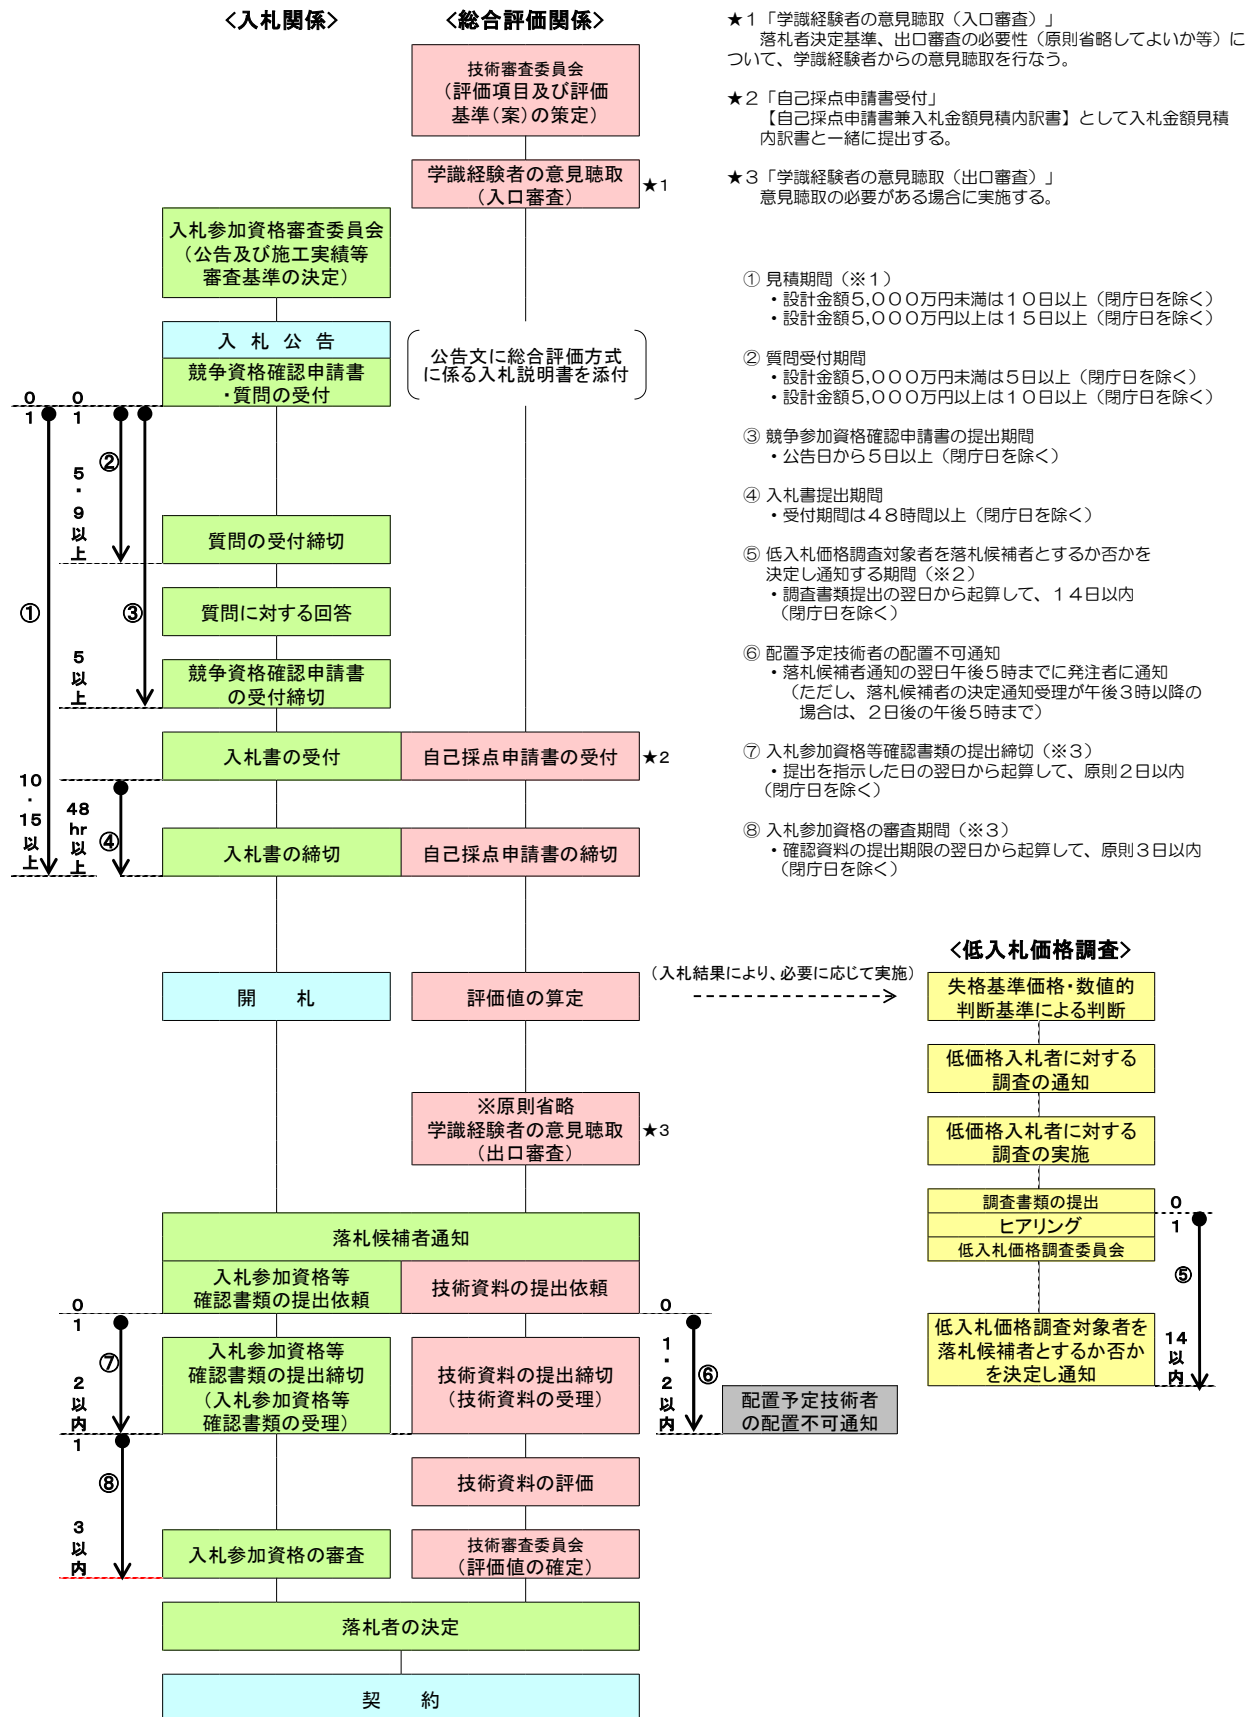 <入札関係>
<総合評価関係>
技術審査委員会
(評価項目及び評価
基準(案)の策定)
学識経験者の意見聴取
(入口審査)
★1
入札参加資格審査委員会
(公告及び施工実績等
審査基準の決定)
入 札 公 告
競争資格確認申請書
・質問の受付
公告文に総合評価方式
に係る入札説明書を添付
質問の受付締切
質問に対する回答
競争資格確認申請書
の受付締切
入札書の受付
自己採点申請書の受付
★2
入札書の締切
自己採点申請書の締切
開 札
評価値の算定
(入札結果により、必要に応じて実施)
※原則省略
学識経験者の意見聴取
(出口審査)
★3
落札候補者通知
入札参加資格等
確認書類の提出依頼
技術資料の提出依頼
入札参加資格等
確認書類の提出締切
(入札参加資格等
確認書類の受理)
技術資料の提出締切
(技術資料の受理)
配置予定技術者
の配置不可通知
技術資料の評価
入札参加資格の審査
技術審査委員会
(評価値の確定)
落札者の決定
契 約
0
1
①
10・15以上
0
1
②
5・9以上
③
5以上
④
48hr以上
0
1
⑦
2以内
1
⑧
3以内
0
1・2以内
⑥
★1「学識経験者の意見聴取(入口審査)」
落札者決定基準、出口審査の必要性(原則省略してよいか等)に
ついて、学識経験者からの意見聴取を行なう。
★2「自己採点申請書受付」
【自己採点申請書兼入札金額見積内訳書】として入札金額見積
内訳書と一緒に提出する。
★3「学識経験者の意見聴取(出口審査)」
意見聴取の必要がある場合に実施する。
① 見積期間(※1)
・設計金額5,000万円未満は10日以上(閉庁日を除く)
・設計金額5,000万円以上は15日以上(閉庁日を除く)
② 質問受付期間
・設計金額5,000万円未満は5日以上(閉庁日を除く)
・設計金額5,000万円以上は10日以上(閉庁日を除く)
③ 競争参加資格確認申請書の提出期間
・公告日から5日以上(閉庁日を除く)
④ 入札書提出期間
・受付期間は48時間以上(閉庁日を除く)
⑤ 低入札価格調査対象者を落札候補者とするか否かを
決定し通知する期間(※2)
・調査書類提出の翌日から起算して、14日以内
(閉庁日を除く)
⑥ 配置予定技術者の配置不可通知
・落札候補者通知の翌日午後5時までに発注者に通知
(ただし、落札候補者の決定通知受理が午後3時以降の
場合は、2日後の午後5時まで)
⑦ 入札参加資格等確認書類の提出締切(※3)
・提出を指示した日の翌日から起算して、原則2日以内
(閉庁日を除く)
⑧ 入札参加資格の審査期間(※3)
・確認資料の提出期限の翌日から起算して、原則3日以内
(閉庁日を除く)
<低入札価格調査>
失格基準価格・数値的
判断基準による判断
低価格入札者に対する
調査の通知
低価格入札者に対する
調査の実施
調査書類の提出
ヒアリング
低入札価格調査委員会
低入札価格調査対象者を
落札候補者とするか否か
を決定し通知
0
1
⑤
14以内